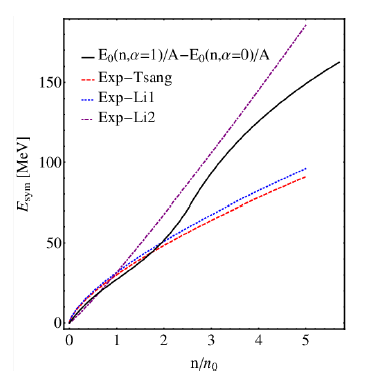 E₀(n,α=1)/A−E₀(n,α=0)/A
Exp−Tsang
Exp−Li1
Exp−Li2
150
100
50
0
E_sym [MeV]
0 1 2 3 4 5
n/n₀